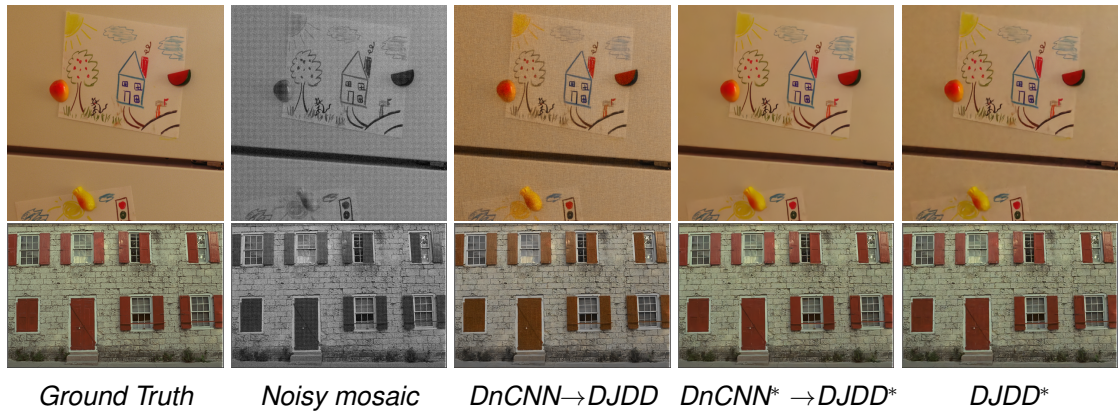 Ground Truth
Noisy mosaic
DnCNN→DJDD
DnCNN* →DJDD*
DJDD*